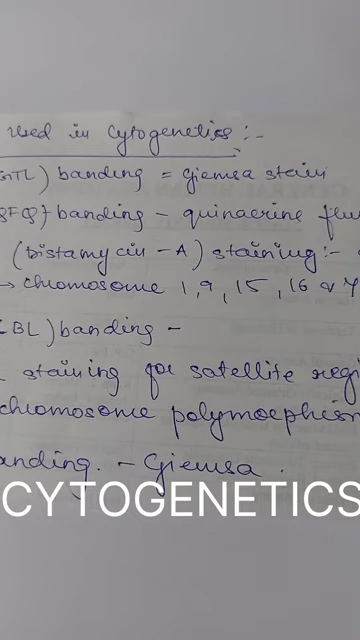 used in Cytogenetics :-
GTL) banding = Giemsa stain
QFQ) banding - quinacrine flu
(Distamycin - A) staining :-
→ chromosome 1, 9, 15, 16 & Y
CBL) banding -
staining for satellite regi
chromosome polymorphism
anding. - Giemsa.
CYTOGENETICS